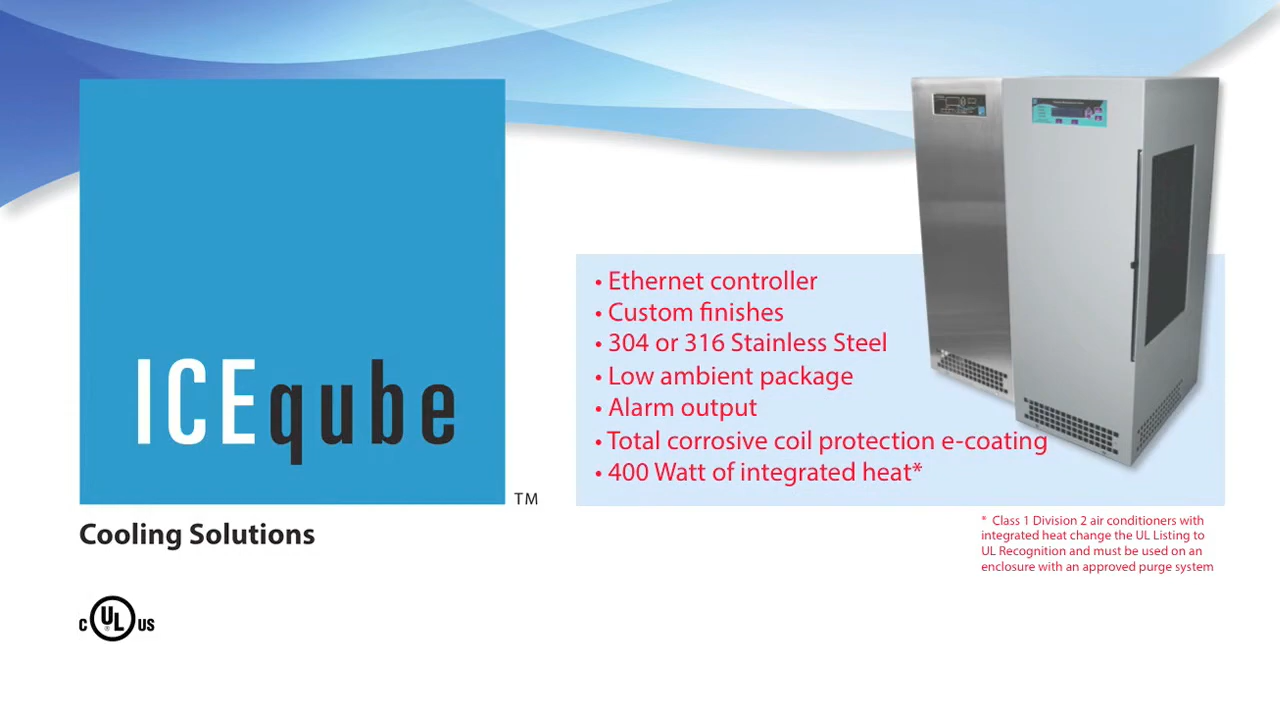 ICEqube
TM
Cooling Solutions
C UL US
• Ethernet controller
• Custom finishes
• 304 or 316 Stainless Steel
• Low ambient package
• Alarm output
• Total corrosive coil protection e-coating
• 400 Watt of integrated heat*
* Class 1 Division 2 air conditioners with
integrated heat change the UL Listing to
UL Recognition and must be used on an
enclosure with an approved purge system